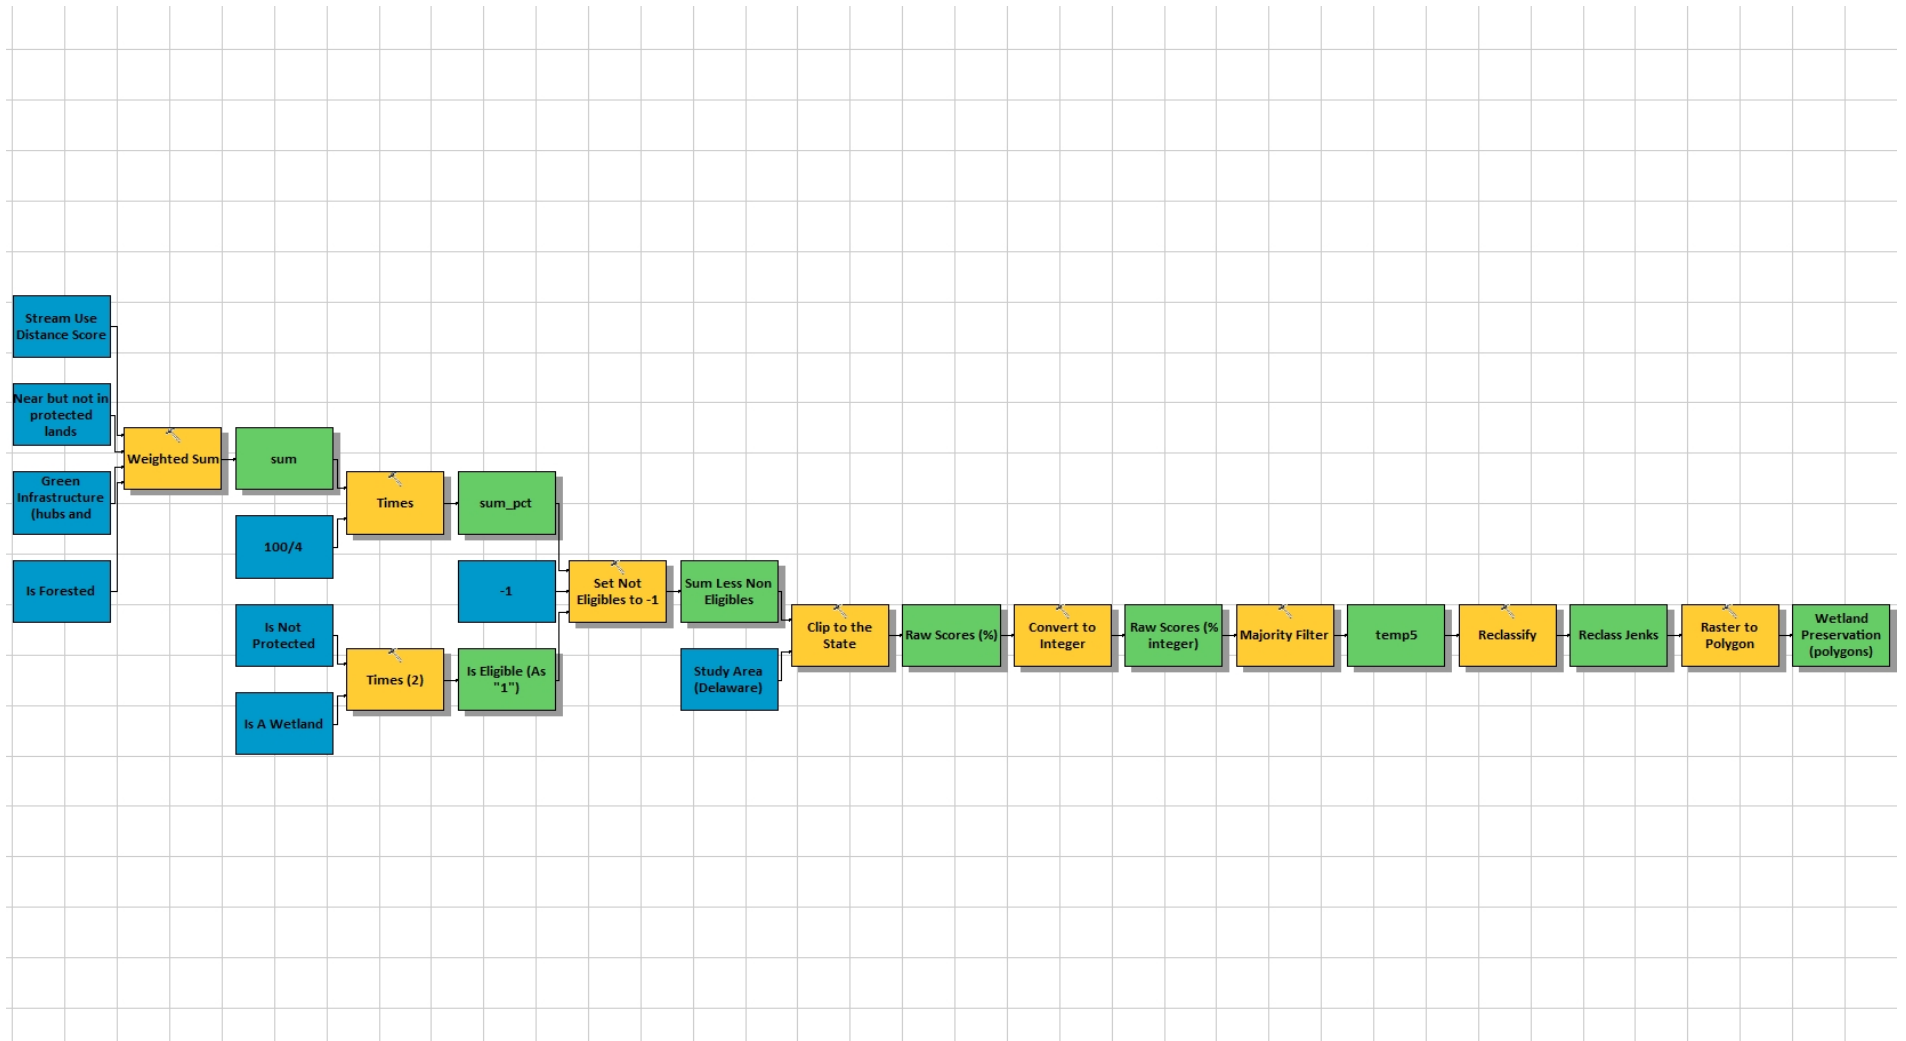 Stream Use
Distance Score
Near but not in
protected
lands
Green
Infrastructure
(hubs and
Is Forested
Weighted Sum
sum
100/4
Is Not
Protected
Is A Wetland
Times
Times (2)
sum_pct
-1
Is Eligible (As
"1")
Set Not
Eligibles to -1
Sum Less Non
Eligibles
Study Area
(Delaware)
Clip to the
State
Raw Scores (%)
Convert to
Integer
Raw Scores (%
integer)
Majority Filter
temp5
Reclassify
Reclass Jenks
Raster to
Polygon
Wetland
Preservation
(polygons)